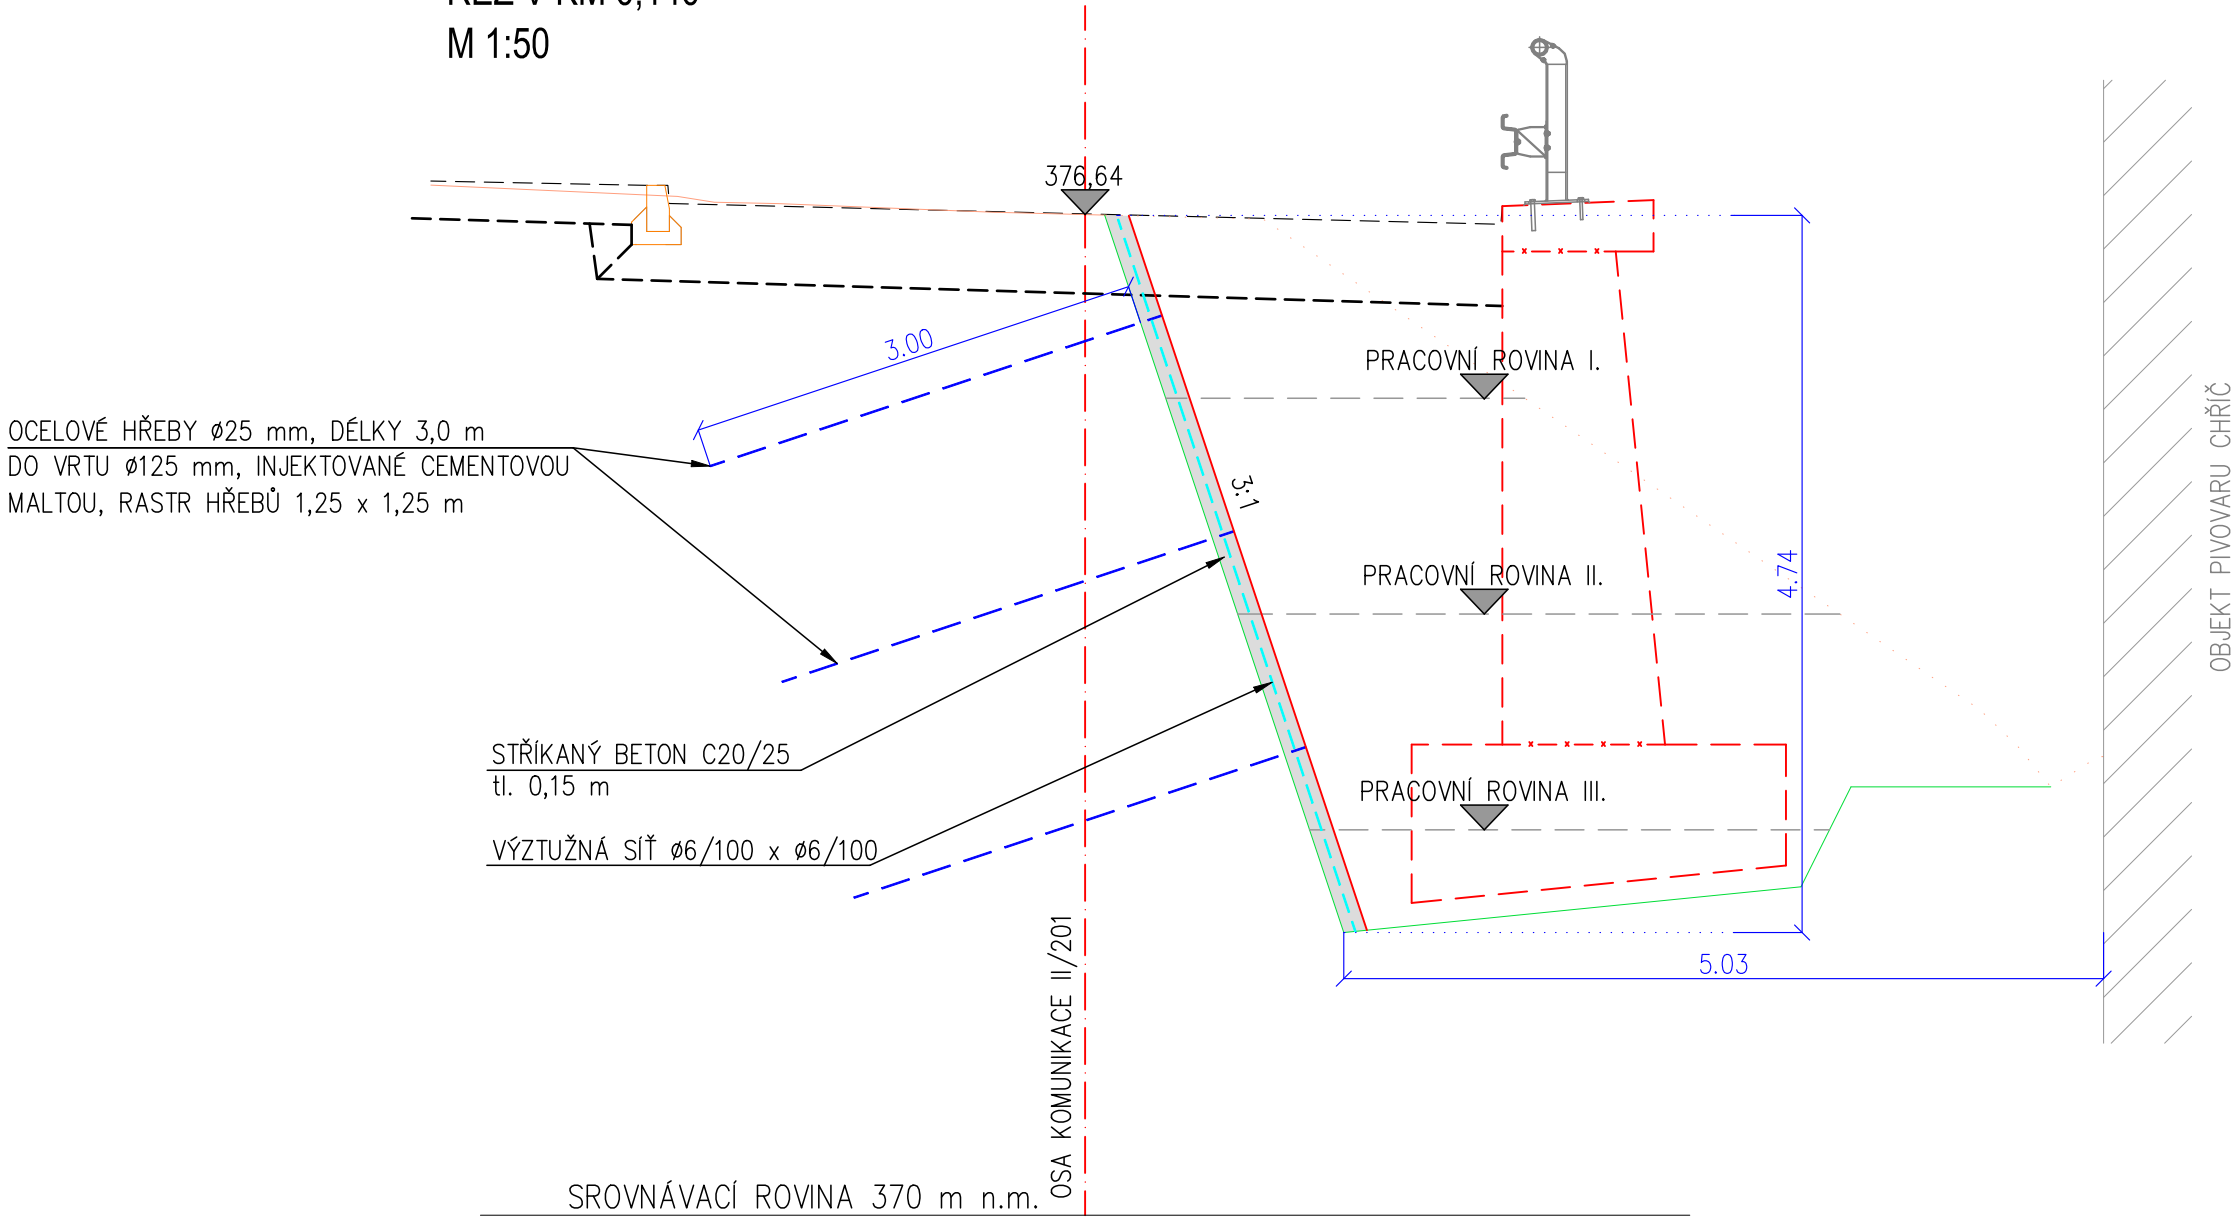 M 1:50
376,64
3.00
PRACOVNÍ ROVINA I.
OCELOVÉ HŘEBY ø25 mm, DÉLKY 3,0 m
DO VRTU ø125 mm, INJEKTOVANÉ CEMENTOVOU
MALTOU, RASTR HŘEBŮ 1,25 x 1,25 m
3:1
PRACOVNÍ ROVINA II.
4.74
OBJEKT PIVOVARU CHŘÍČ
STŘÍKANÝ BETON C20/25
tl. 0,15 m
PRACOVNÍ ROVINA III.
VÝZTUŽNÁ SÍŤ ø6/100 x ø6/100
5.03
OSA KOMUNIKACE II/201
SROVNÁVACÍ ROVINA 370 m n.m.